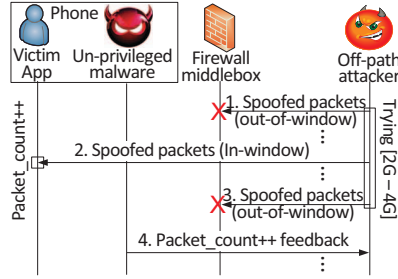 Phone
Victim
App
Un-privileged
malware
Firewall
middlebox
Off-path
attacker
1. Spoofed packets
(out-of-window)
...
2. Spoofed packets (In-window)
...
3. Spoofed packets
(out-of-window)
...
4. Packet_count++ feedback
...
Packet_count++
Trying [2G – 4G]